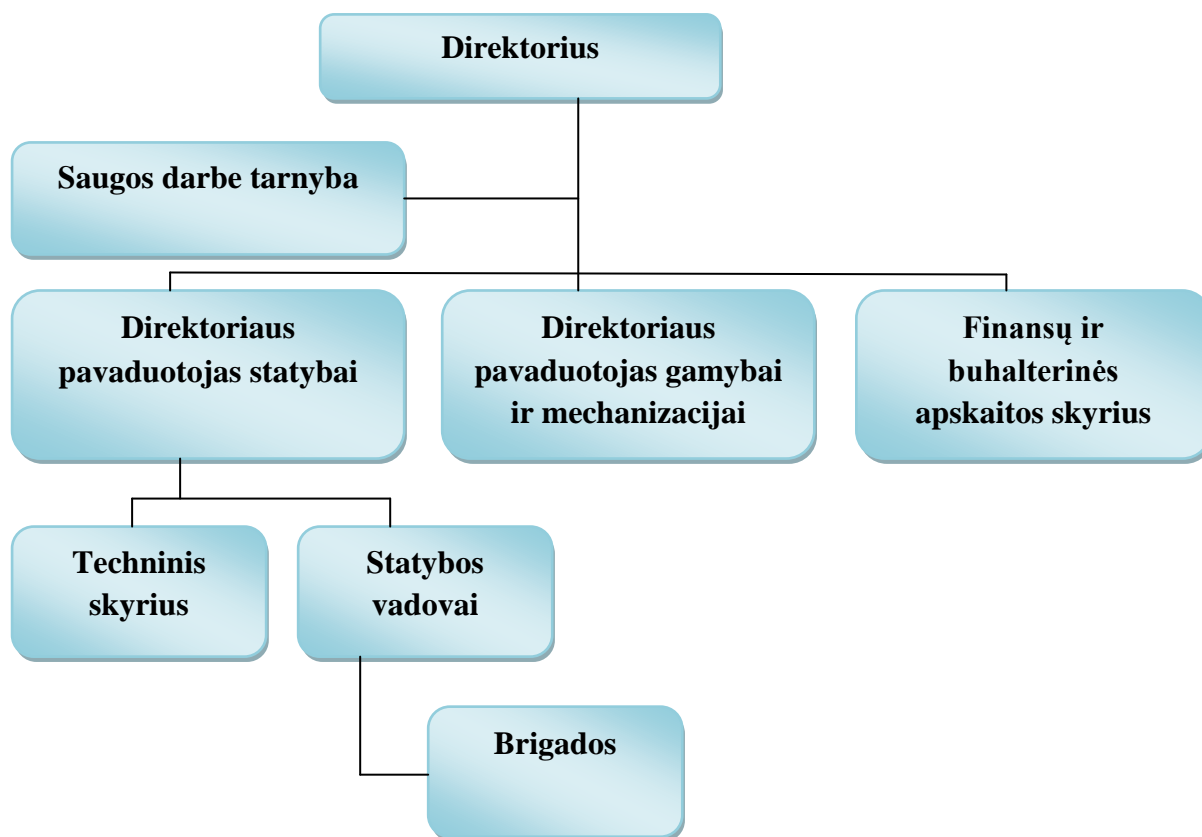 Direktorius
Saugos darbe tarnyba
Direktoriaus
pavaduotojas statybai
Direktoriaus
pavaduotojas gamybai
ir mechanizacijai
Finansų ir
buhalterinės
apskaitos skyrius
Techninis
skyrius
Statybos
vadovai
Brigados